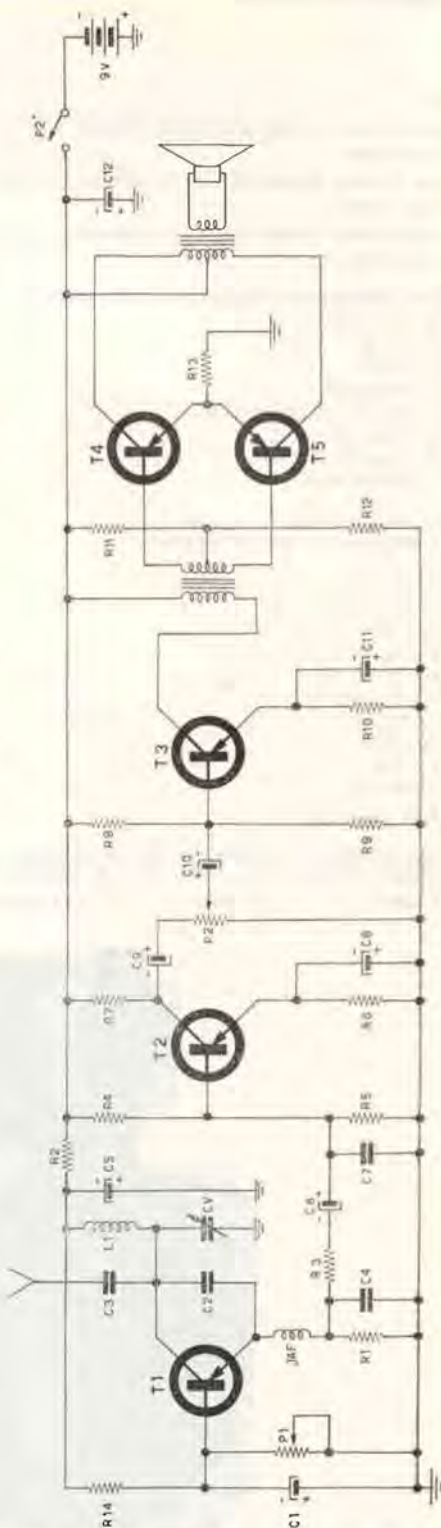 P2'
-
+
9V
C12
R2
C3
L1
C5
R4
R7
C9
R8
R11
T4
R14
T1
C2
CV
T2
P2
C10
T3
R13
T5
JAF
C1
P1
R1
C4
R3
C6
C7
R5
R6
C8
R9
R10
C11
R12